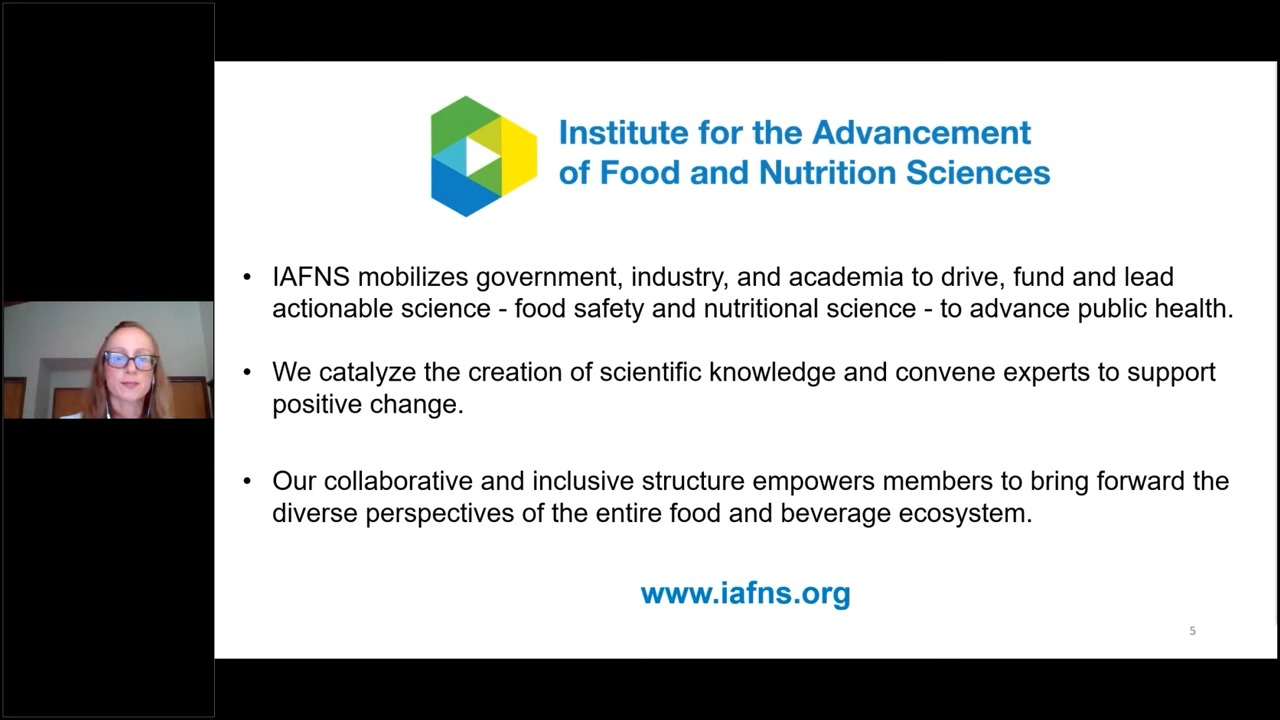 Institute for the Advancement
of Food and Nutrition Sciences
• IAFNS mobilizes government, industry, and academia to drive, fund and lead
actionable science - food safety and nutritional science - to advance public health.
• We catalyze the creation of scientific knowledge and convene experts to support
positive change.
• Our collaborative and inclusive structure empowers members to bring forward the
diverse perspectives of the entire food and beverage ecosystem.
www.iafns.org
5